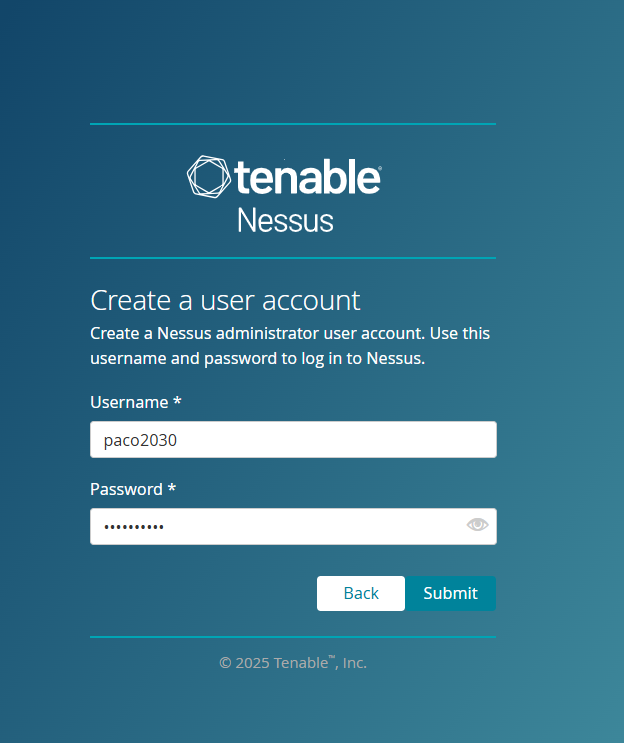 tenable®
Nessus
Create a user account
Create a Nessus administrator user account. Use this
username and password to log in to Nessus.
Username *
paco2030
Password *
••••••••••
Back
Submit
© 2025 Tenable™, Inc.